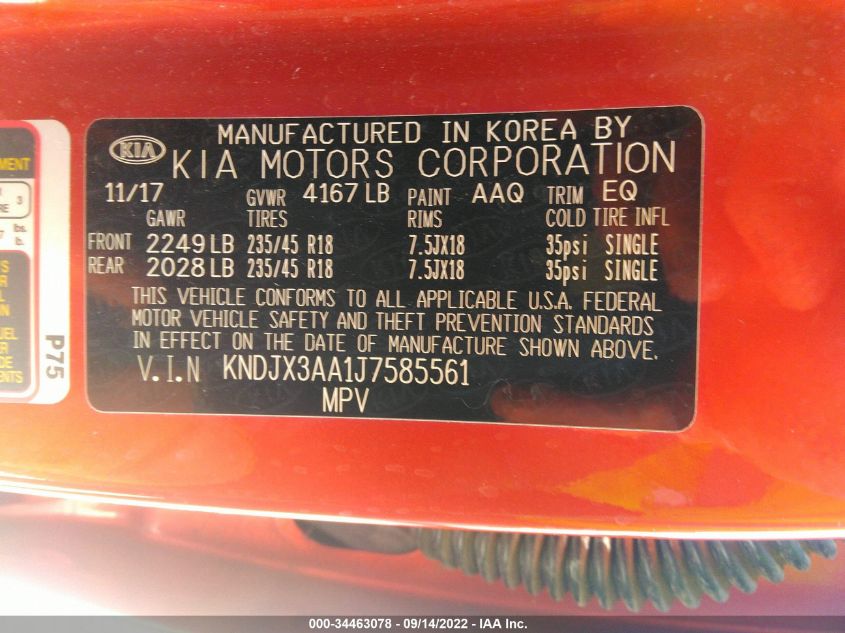 MENT
3
RE
lbs.
P75
KIA
MANUFACTURED IN KOREA BY
KIA MOTORS CORPORATION
11/17 GVWR 4167 LB PAINT AAQ TRIM EQ
GAWR TIRES RIMS COLD TIRE INFL
FRONT 2249 LB 235/45 R18 7.5JX18 35psi SINGLE
REAR 2028 LB 235/45 R18 7.5JX18 35psi SINGLE
THIS VEHICLE CONFORMS TO ALL APPLICABLE U.S.A. FEDERAL
MOTOR VEHICLE SAFETY AND THEFT PREVENTION STANDARDS
IN EFFECT ON THE DATE OF MANUFACTURE SHOWN ABOVE.
V.I.N KNDJX3AA1J7585561
MPV
000-34463078 - 09/14/2022 - IAA Inc.